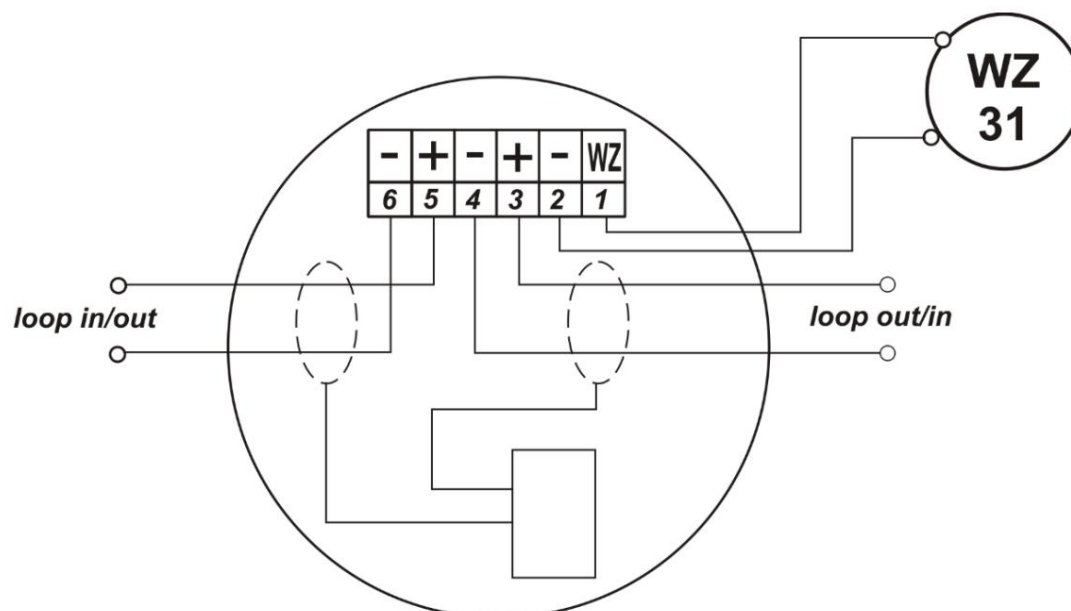 WZ
31
- + - + - WZ
6 5 4 3 2 1
loop in/out
loop out/in